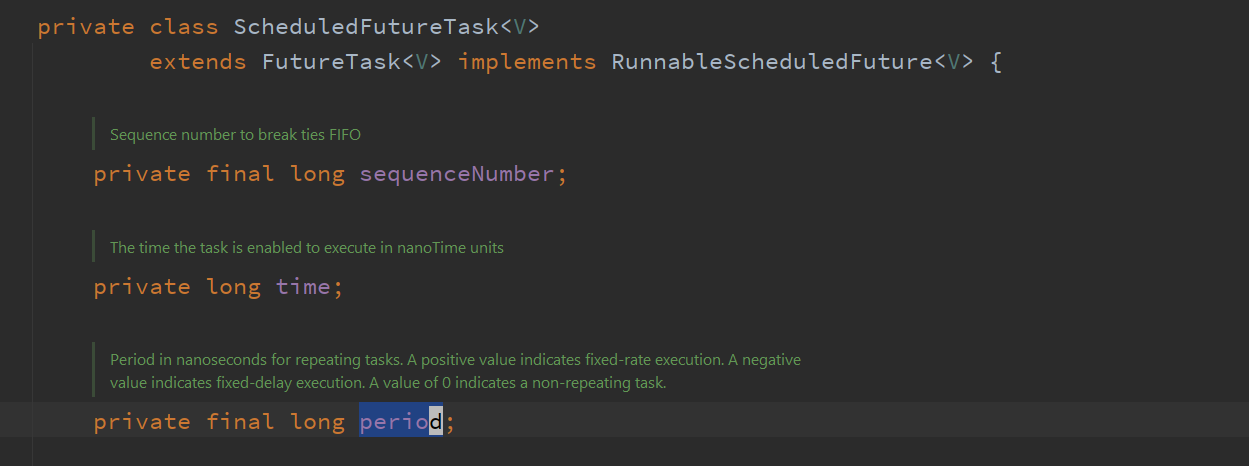 private class ScheduledFutureTask<V>
extends FutureTask<V> implements RunnableScheduledFuture<V> {
Sequence number to break ties FIFO
private final long sequenceNumber;
The time the task is enabled to execute in nanoTime units
private long time;
Period in nanoseconds for repeating tasks. A positive value indicates fixed-rate execution. A negative
value indicates fixed-delay execution. A value of 0 indicates a non-repeating task.
private final long period;